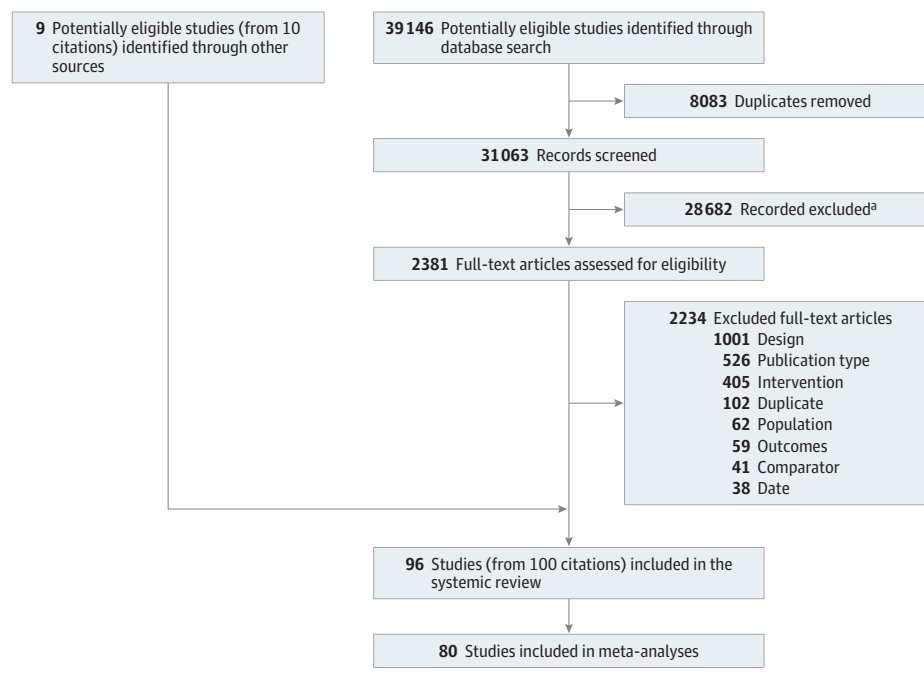 9 Potentially eligible studies (from 10
citations) identified through other
sources
39146 Potentially eligible studies identified through
database search
8083 Duplicates removed
31063 Records screened
28682 Recorded excludedª
2381 Full-text articles assessed for eligibility
2234 Excluded full-text articles
1001 Design
526 Publication type
405 Intervention
102 Duplicate
62 Population
59 Outcomes
41 Comparator
38 Date
96 Studies (from 100 citations) included in the
systemic review
80 Studies included in meta-analyses